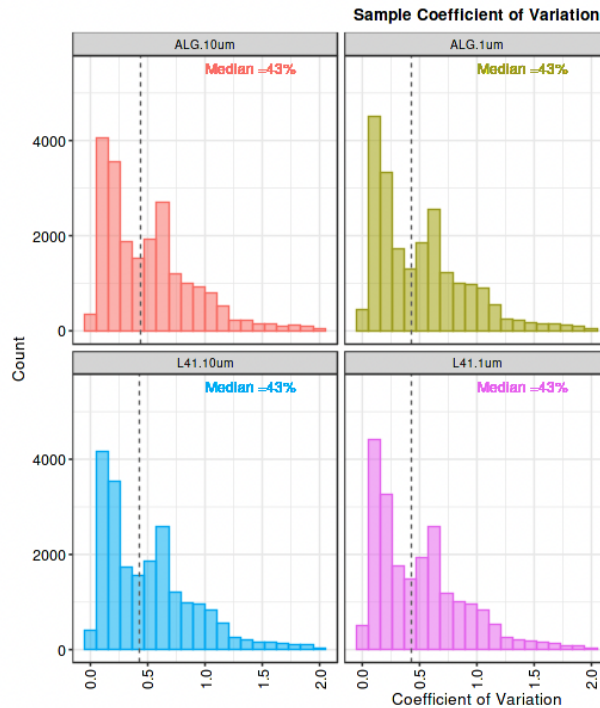 Sample Coefficient of Variation
ALG.10um
ALG.1um
Median =43%
Median =43%
4000
2000
0
L41.10um
L41.1um
Median =43%
Median =43%
4000
2000
0
Count
0.0 0.5 1.0 1.5 2.0
0.0 0.5 1.0 1.5 2.0
Coefficient of Variation